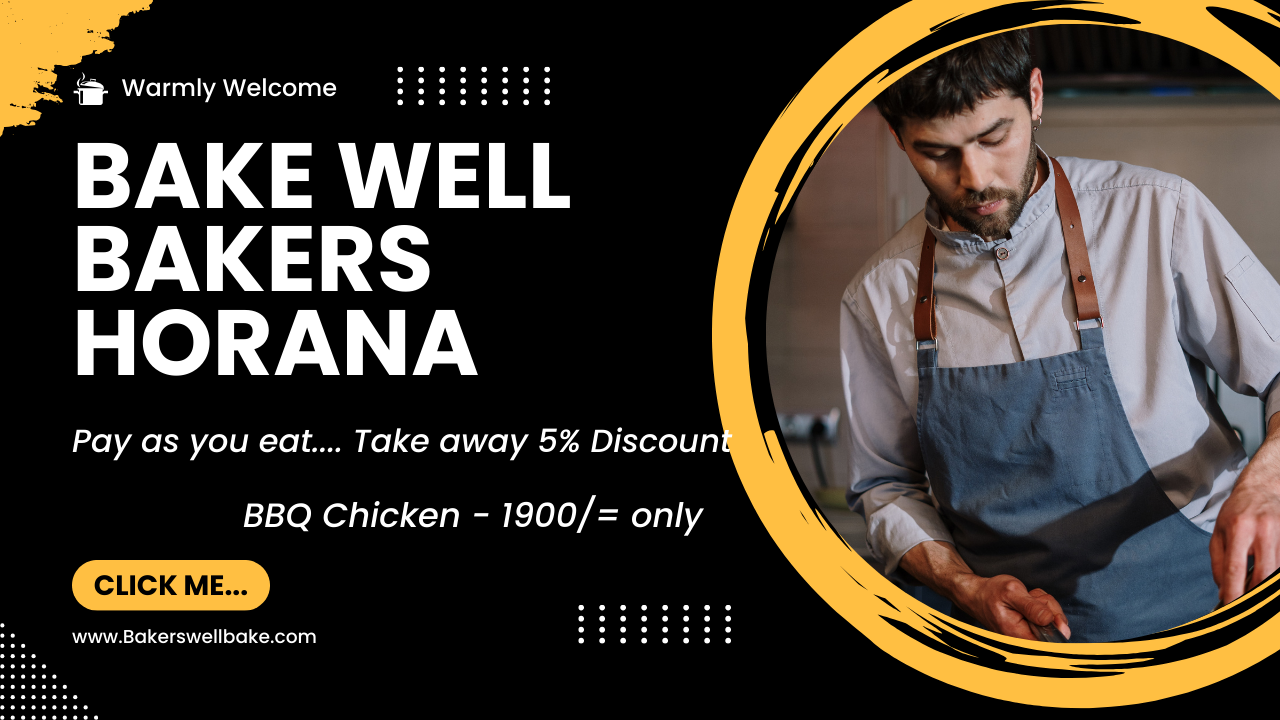 Warmly Welcome
BAKE WELL
BAKERS
HORANA
Pay as you eat.... Take away 5% Discount
BBQ Chicken - 1900/= only
CLICK ME...
www.Bakerswellbake.com